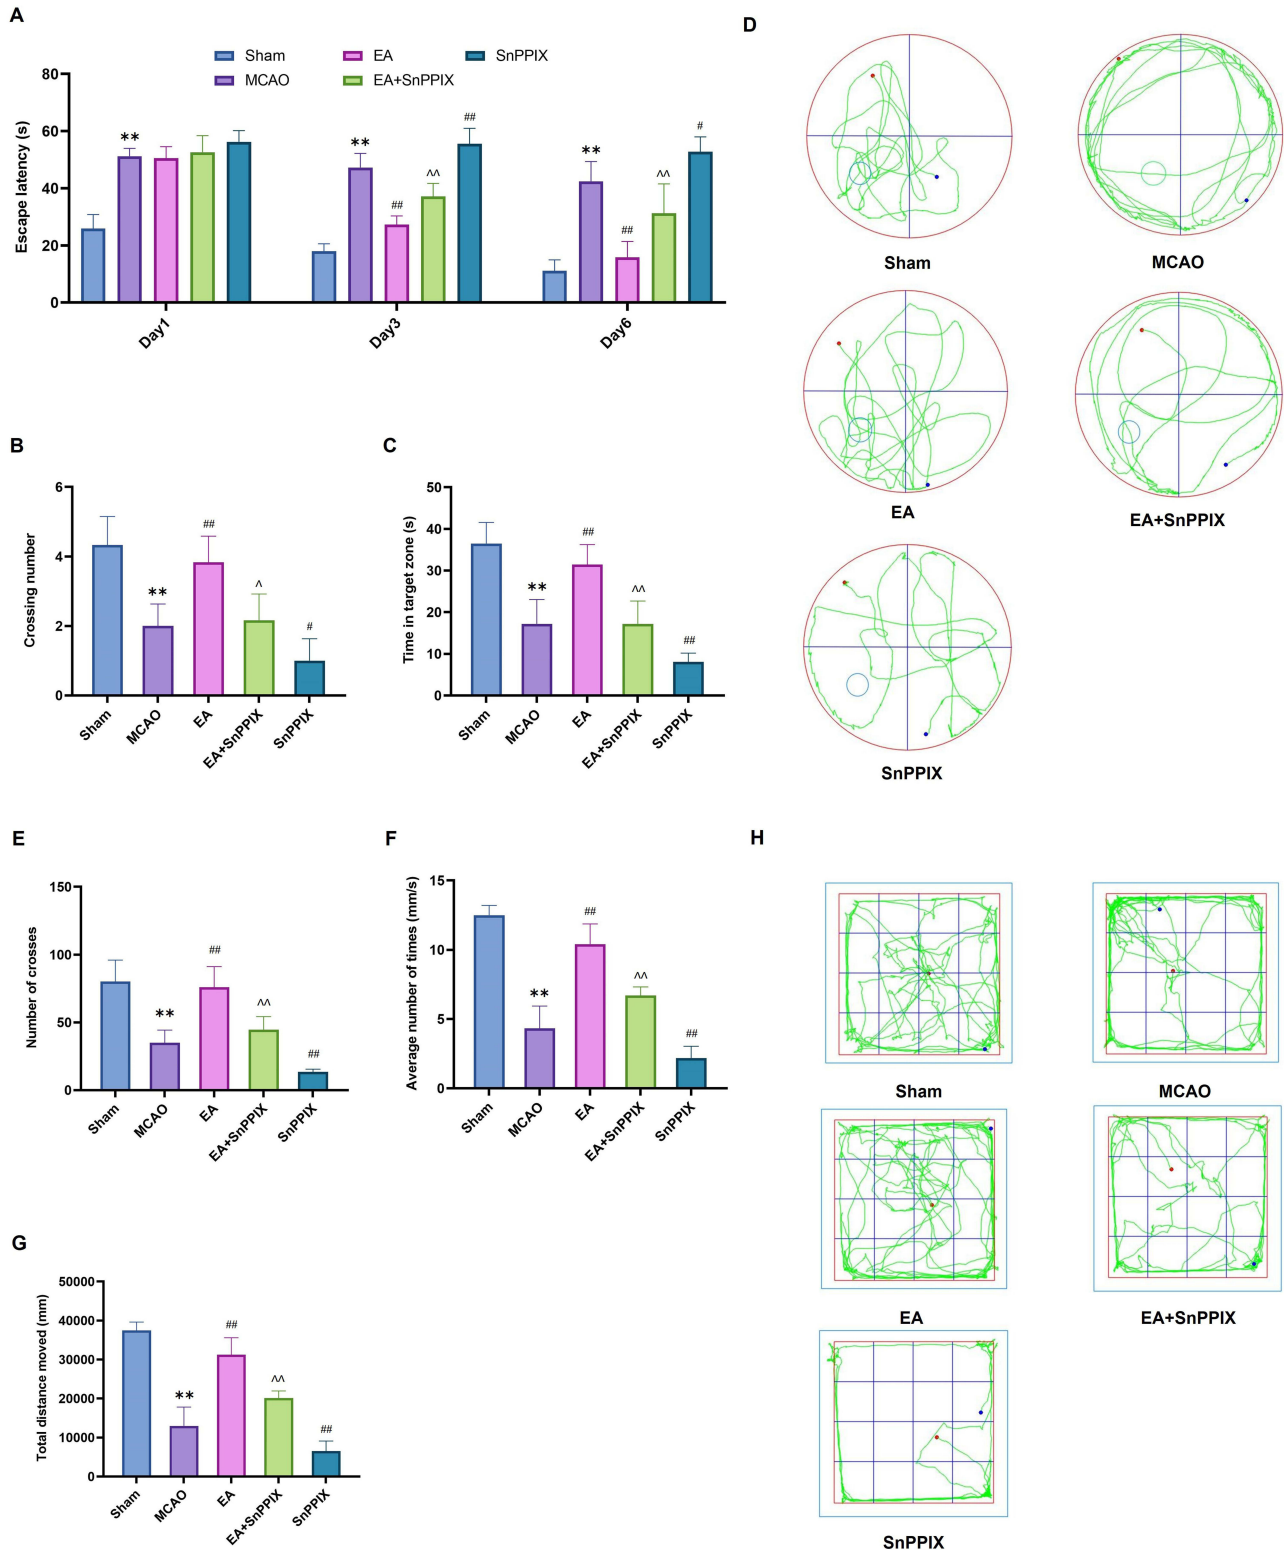 A
Sham
EA
SnPPIX
MCAO
EA+SnPPIX
Escape latency (s)
80
60
40
20
0
**
**
##
^^
##
**
##
^^
#
Day1
Day3
Day6
B
Crossing number
6
4
2
0
**
##
^
#
Sham
MCAO
EA
EA+SnPPIX
SnPPIX
C
Time in target zone (s)
50
40
30
20
10
0
**
##
^^
##
Sham
MCAO
EA
EA+SnPPIX
SnPPIX
D
Sham
MCAO
EA
EA+SnPPIX
SnPPIX
E
Number of crosses
150
100
50
0
**
##
^^
##
Sham
MCAO
EA
EA+SnPPIX
SnPPIX
F
Average number of times (mm/s)
15
10
5
0
**
##
^^
##
Sham
MCAO
EA
EA+SnPPIX
SnPPIX
G
Total distance moved (mm)
50000
40000
30000
20000
10000
0
**
##
^^
##
Sham
MCAO
EA
EA+SnPPIX
SnPPIX
H
Sham
MCAO
EA
EA+SnPPIX
SnPPIX